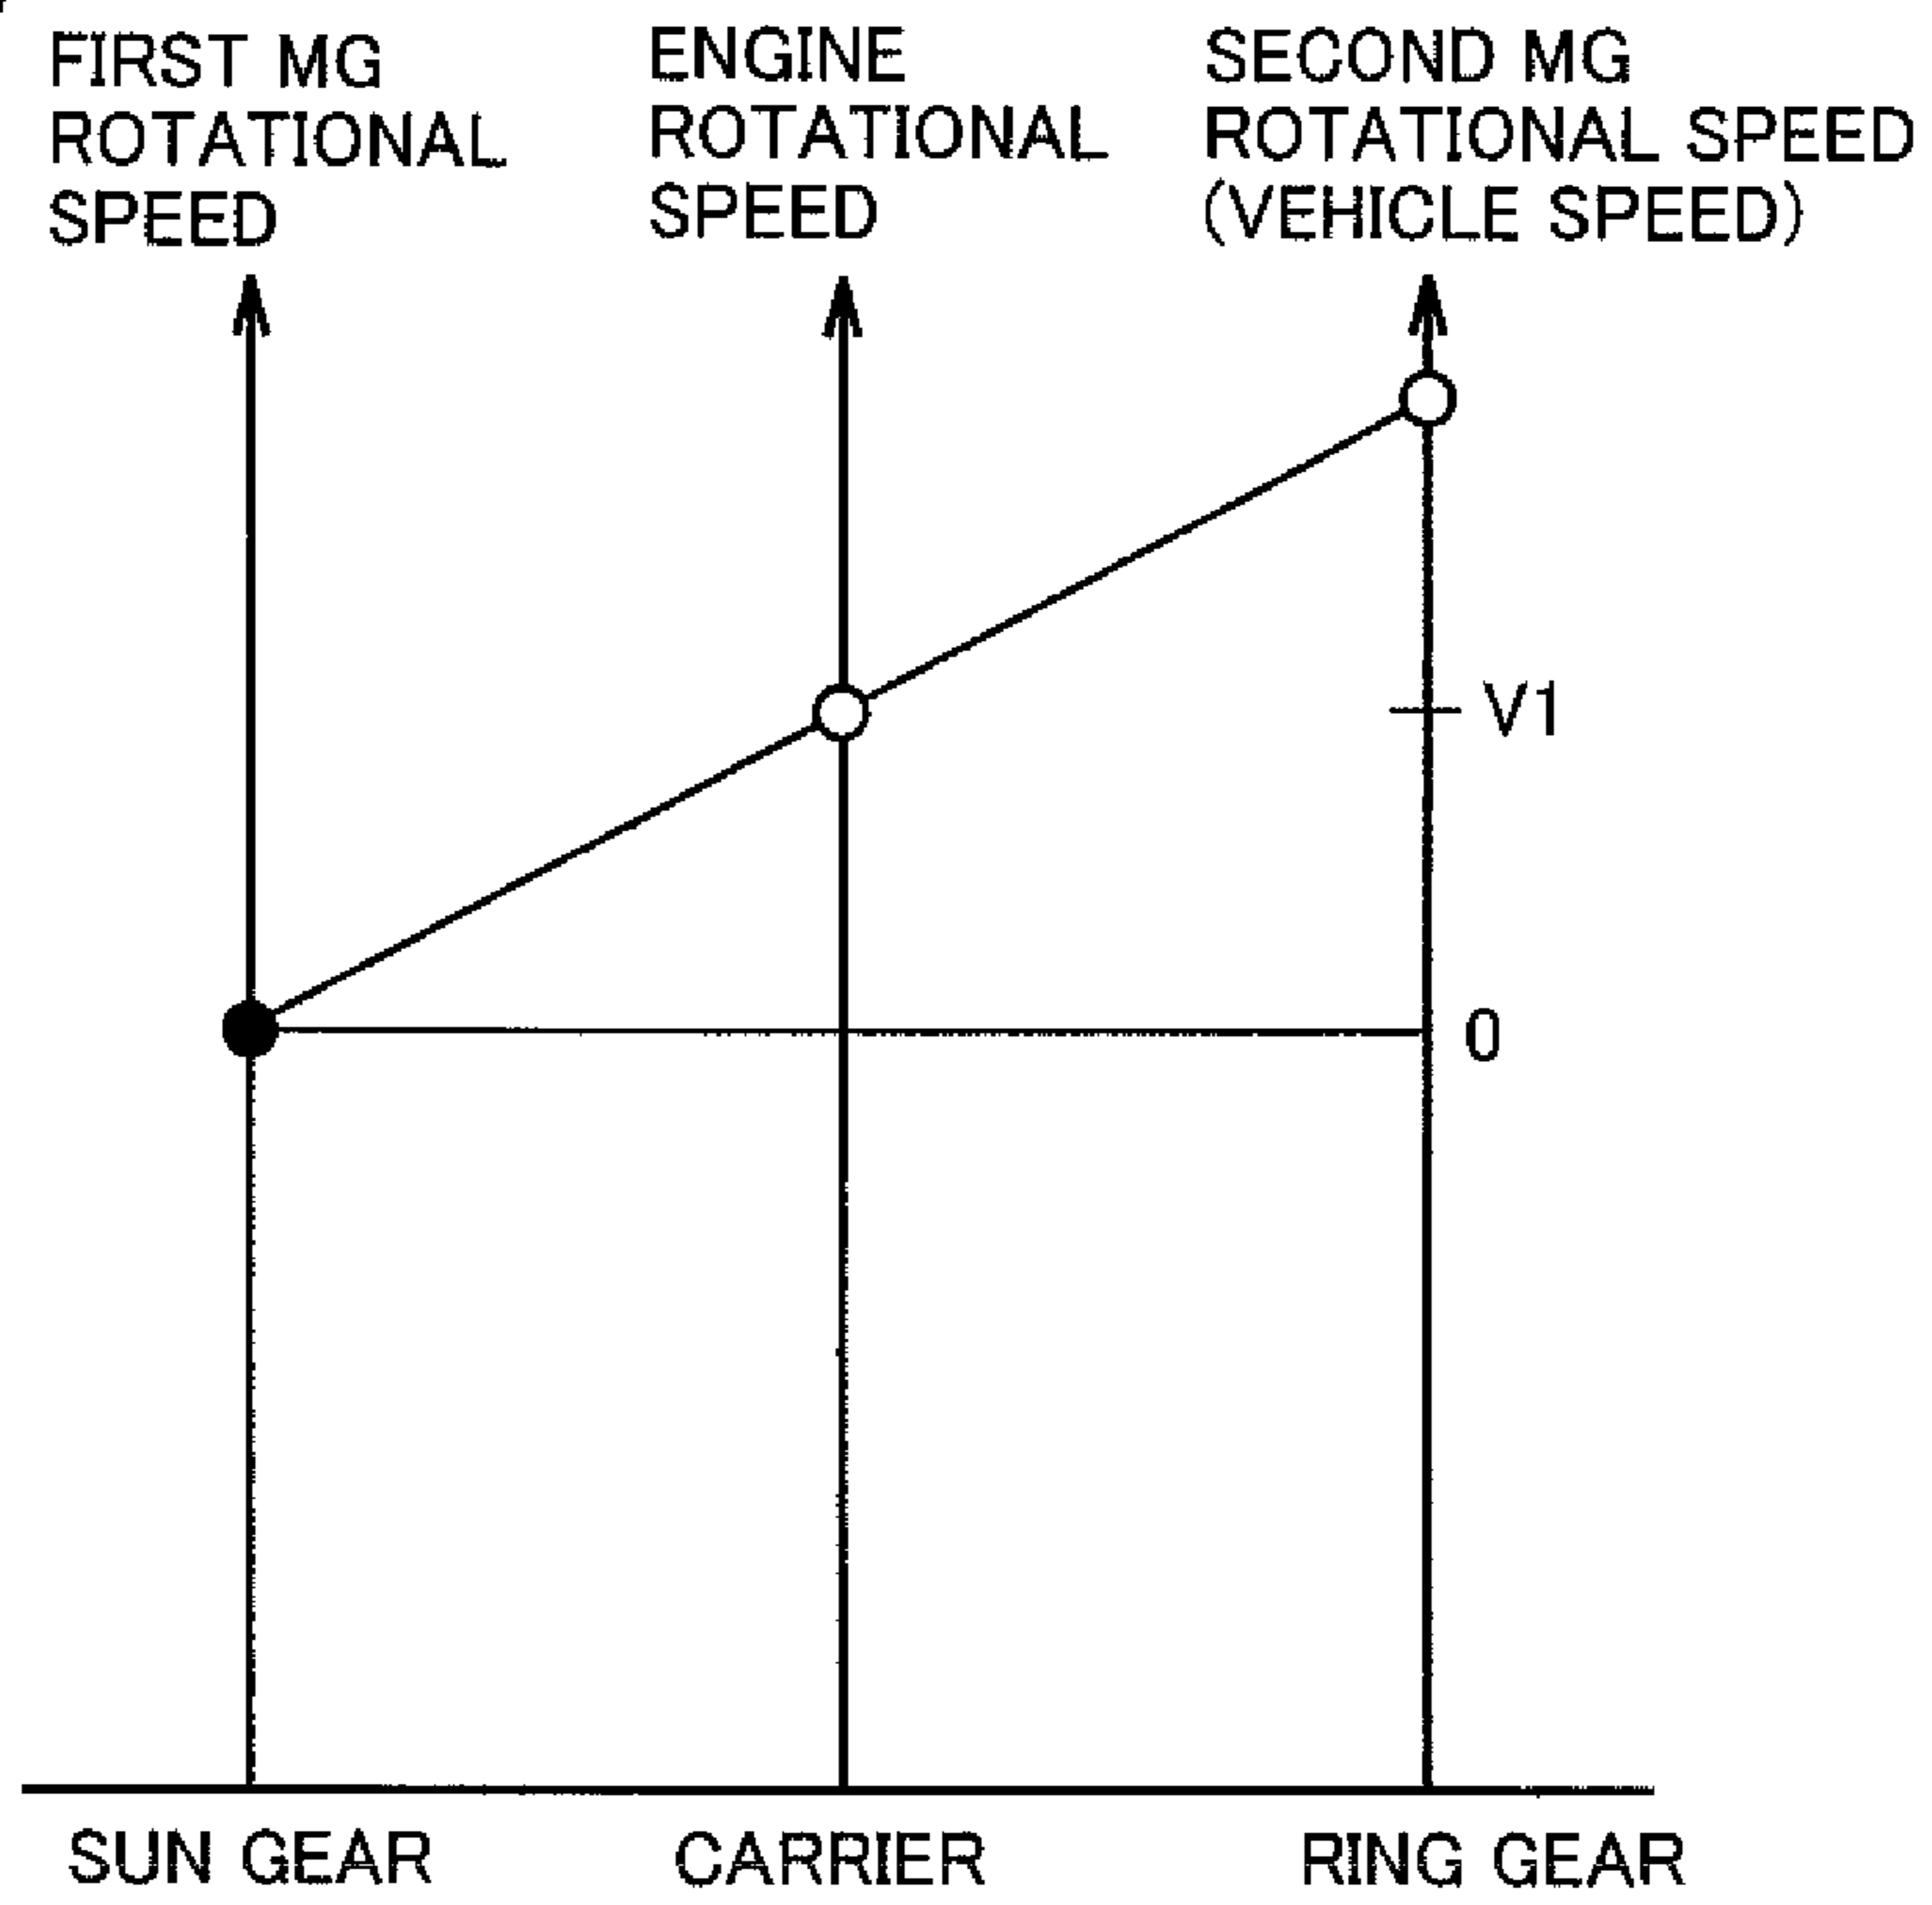 FIRST MG
ROTATIONAL
SPEED
ENGINE
ROTATIONAL
SPEED
SECOND MG
ROTATIONAL SPEED
(VEHICLE SPEED)
V1
0
SUN GEAR
CARRIER
RING GEAR